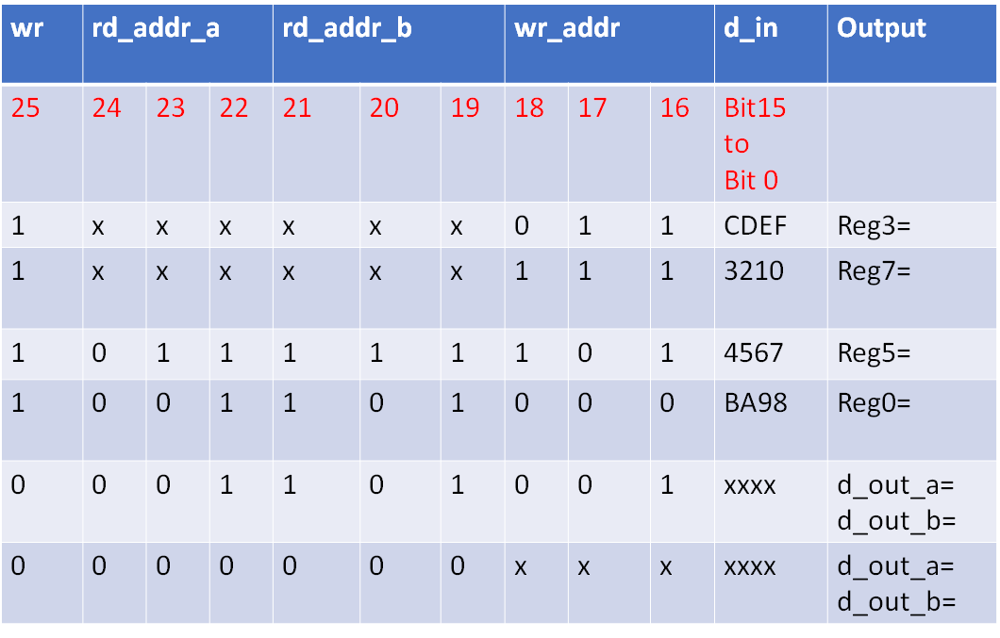 wr rd_addr_a rd_addr_b wr_addr d_in Output
25 24 23 22 21 20 19 18 17 16 Bit15
to
Bit 0
1 x x x x x x 0 1 1 CDEF Reg3=
1 x x x x x x 1 1 1 3210 Reg7=
1 0 1 1 1 1 1 1 0 1 4567 Reg5=
1 0 0 1 1 0 1 0 0 0 BA98 Reg0=
0 0 0 1 1 0 1 0 0 1 xxxx d_out_a=
d_out_b=
0 0 0 0 0 0 0 x x x xxxx d_out_a=
d_out_b=